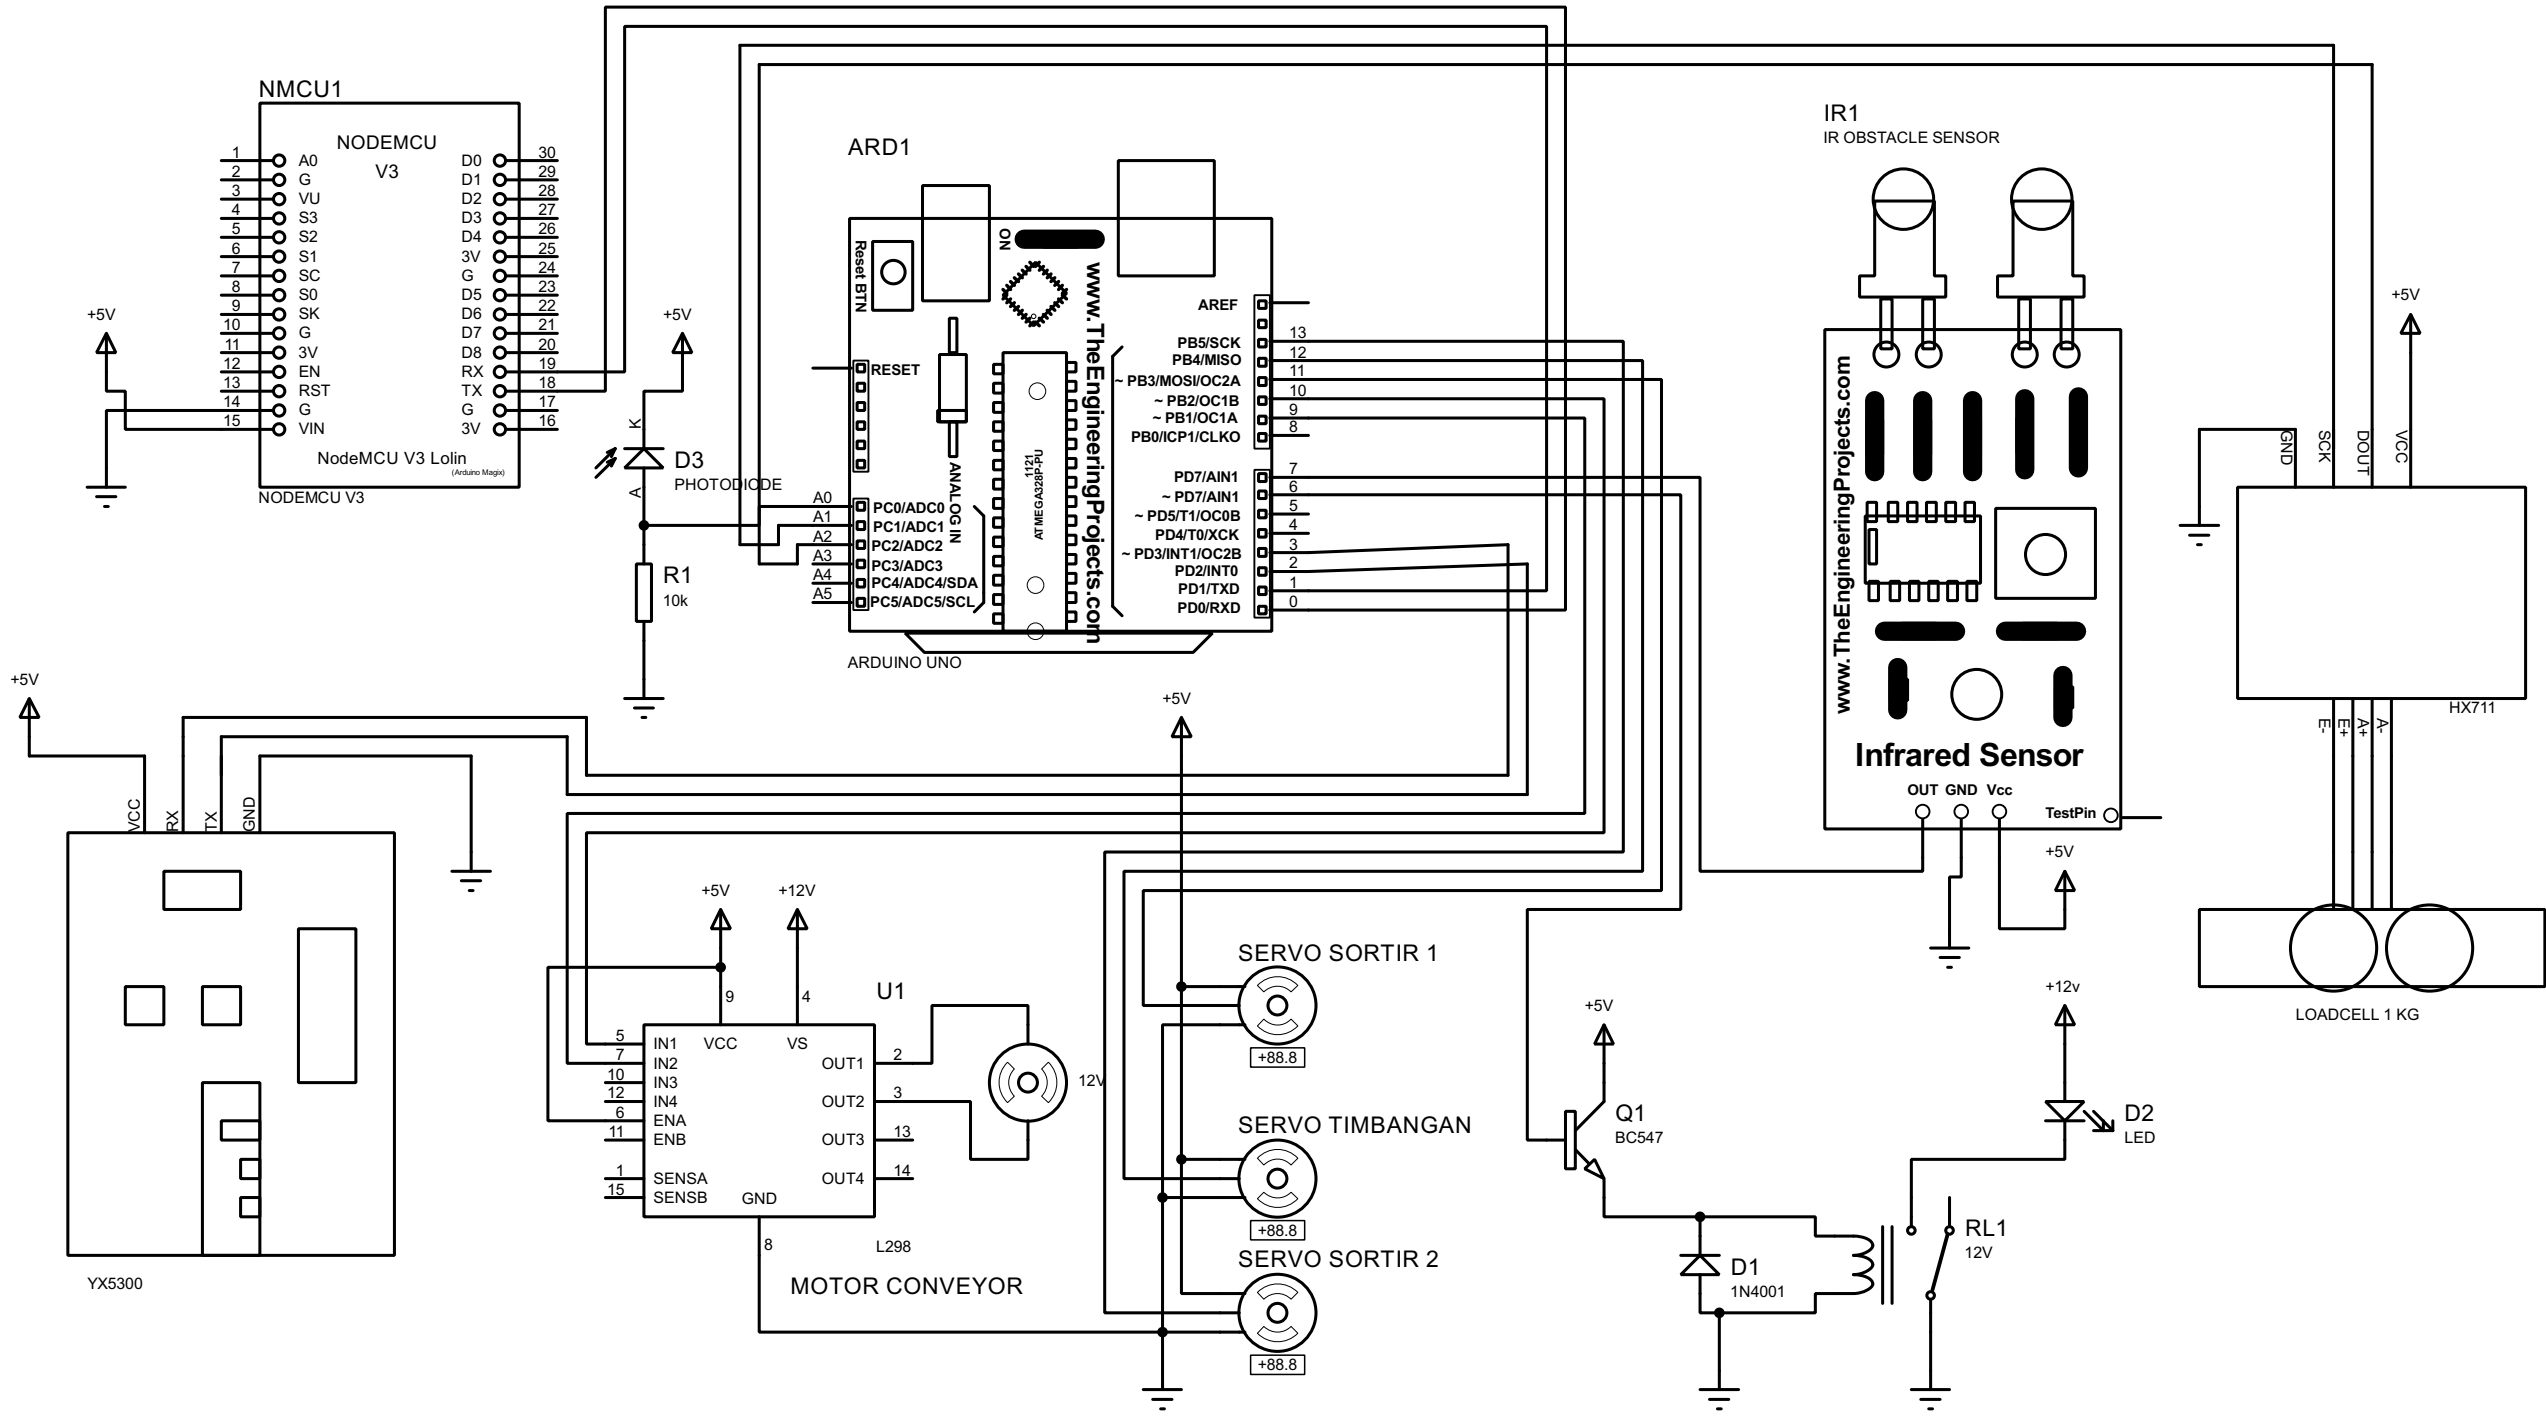 NMCU1
NODEMCU
V3
1 A0
2 G
3 VU
4 S3
5 S2
6 S1
7 SC
8 S0
9 SK
10 G
11 3V
12 EN
13 RST
14 G
15 VIN
D0 30
D1 29
D2 28
D3 27
D4 26
3V 25
G 24
D5 23
D6 22
D7 21
D8 20
RX 19
TX 18
G 17
3V 16
NodeMCU V3 Lolin
(Arduino Magix)
NODEMCU V3
+5V
+5V
K
A
D3
PHOTODIODE
R1
10k
ARD1
Reset BTN
ON
www.TheEngineeringProjects.com
RESET
ANALOG IN
1121
ATMEGA328P-PU
A0 PC0/ADC0
A1 PC1/ADC1
A2 PC2/ADC2
A3 PC3/ADC3
A4 PC4/ADC4/SDA
A5 PC5/ADC5/SCL
AREF
PB5/SCK 13
PB4/MISO 12
~ PB3/MOSI/OC2A 11
~ PB2/OC1B 10
~ PB1/OC1A 9
PB0/ICP1/CLKO 8
PD7/AIN1 7
~ PD7/AIN1 6
~ PD5/T1/OC0B 5
PD4/T0/XCK 4
~ PD3/INT1/OC2B 3
PD2/INT0 2
PD1/TXD 1
PD0/RXD 0
ARDUINO UNO
IR1
IR OBSTACLE SENSOR
www.TheEngineeringProjects.com
Infrared Sensor
OUT GND Vcc
TestPin
+5V
+5V
GND
SCK
DOUT
VCC
HX711
E-
E+
A+
A-
LOADCELL 1 KG
+5V
VCC
RX
TX
GND
YX5300
+5V
+12V
9
4
U1
5 IN1
7 IN2
10 IN3
12 IN4
6 ENA
11 ENB
1 SENSA
15 SENSB
VCC
VS
OUT1 2
OUT2 3
OUT3 13
OUT4 14
GND
8
L298
12V
MOTOR CONVEYOR
+5V
SERVO SORTIR 1
+88.8
SERVO TIMBANGAN
+88.8
SERVO SORTIR 2
+88.8
+5V
Q1
BC547
D1
1N4001
+12v
D2
LED
RL1
12V